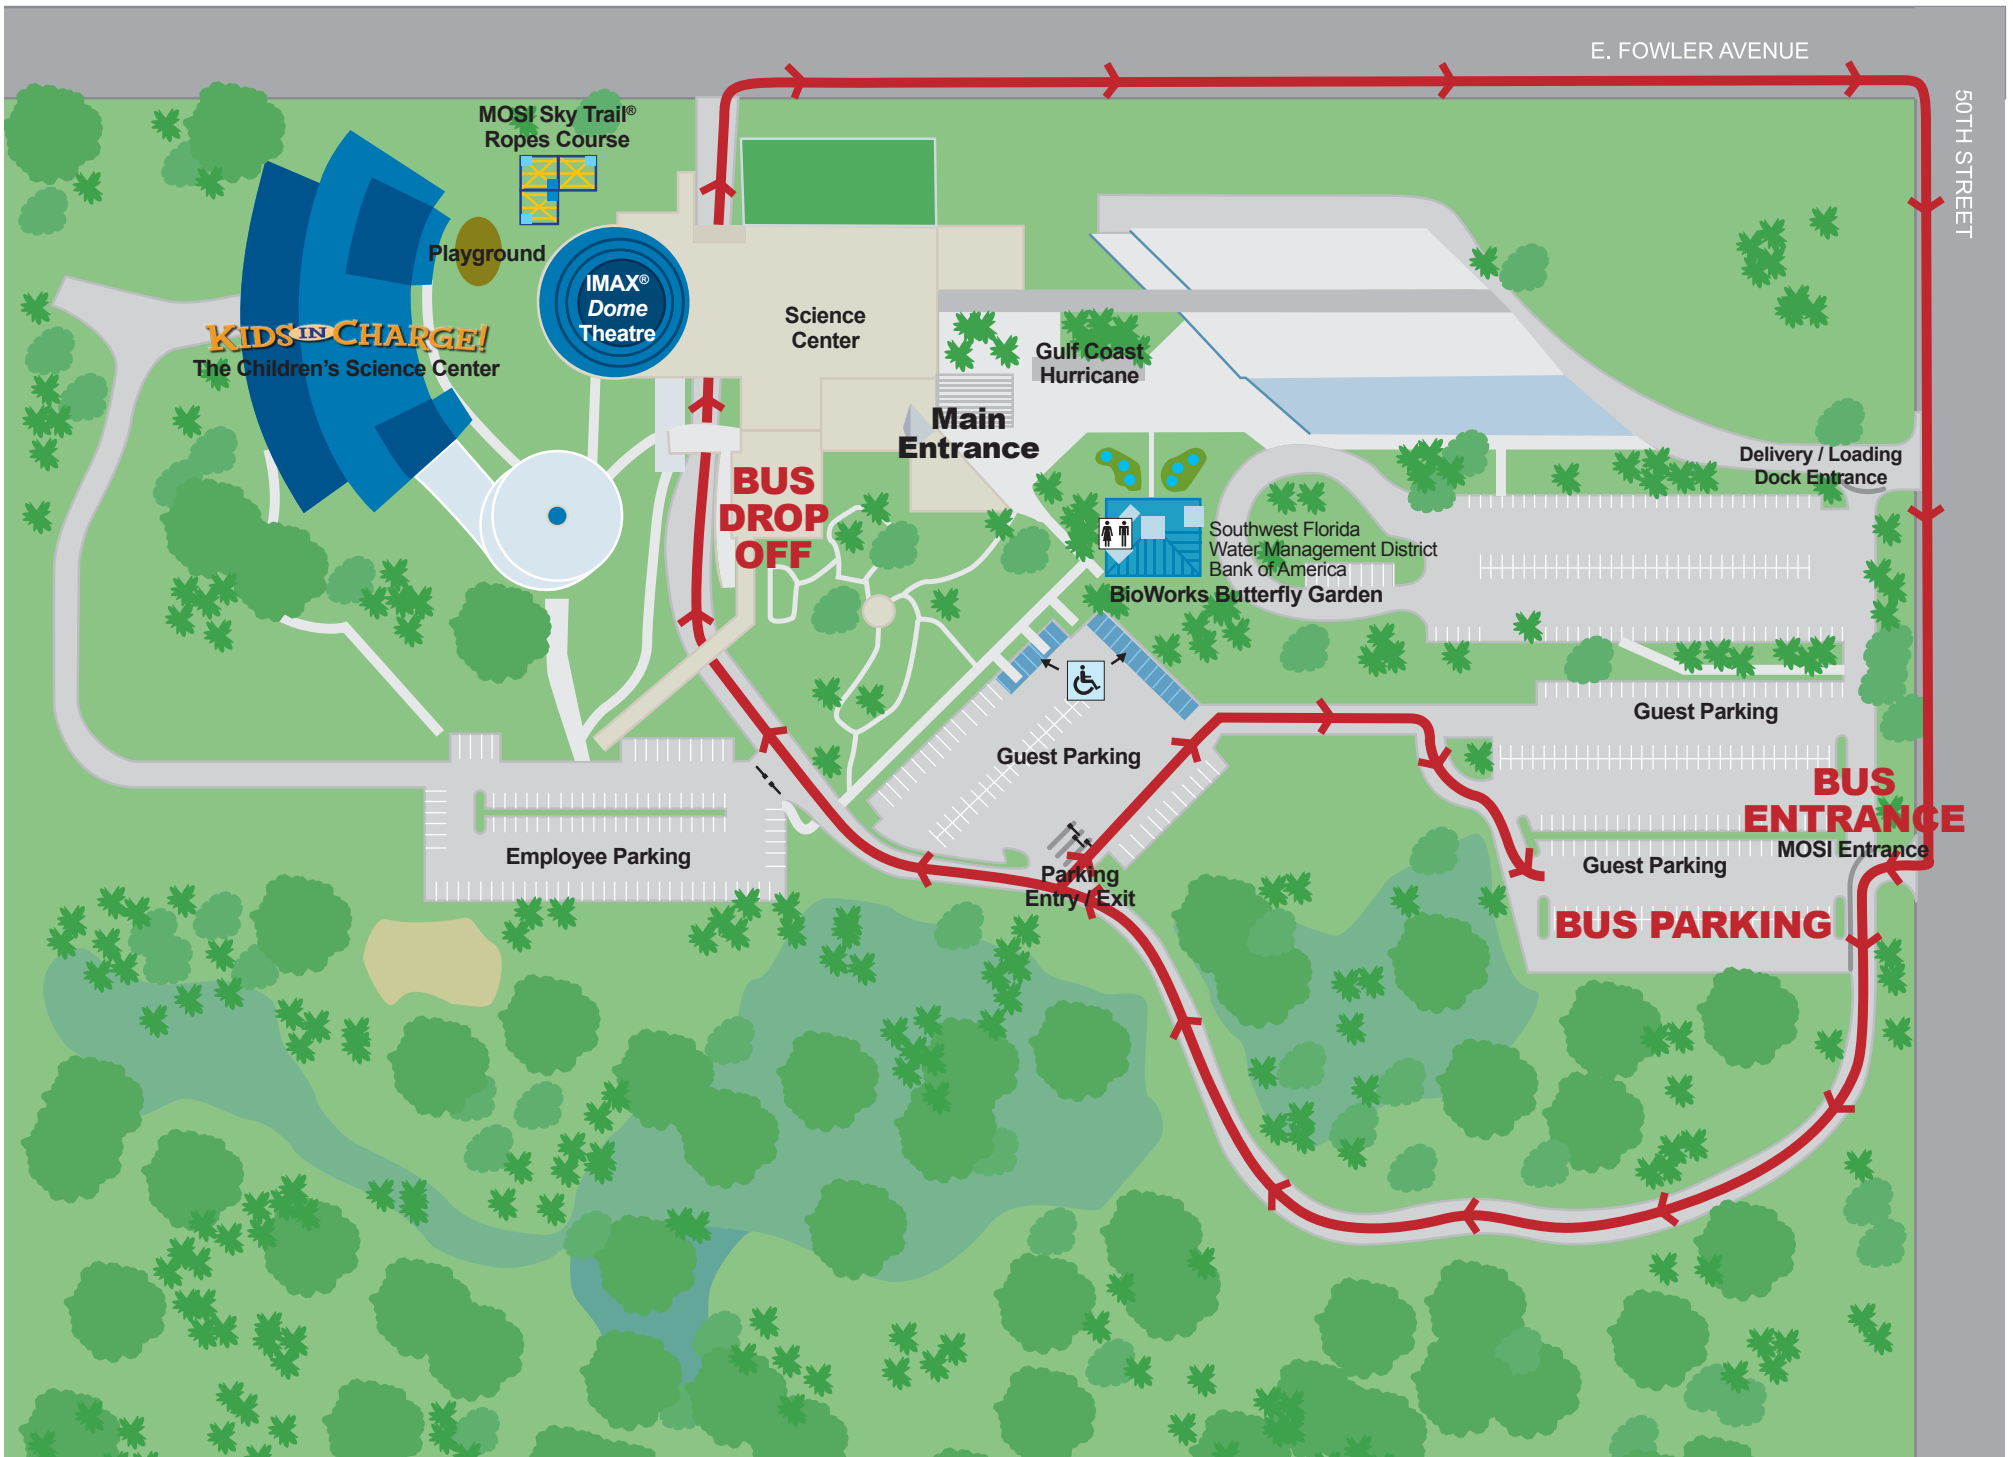 E. FOWLER AVENUE
50TH STREET
MOSI Sky Trail®
Ropes Course
Playground
IMAX®
Dome
Theatre
KIDS IN CHARGE!
The Children's Science Center
Science
Center
Gulf Coast
Hurricane
Main
Entrance
BUS
DROP
OFF
Delivery / Loading
Dock Entrance
Southwest Florida
Water Management District
Bank of America
BioWorks Butterfly Garden
Guest Parking
Guest Parking
BUS
ENTRANCE
MOSI Entrance
Guest Parking
BUS PARKING
Parking
Entry / Exit
Employee Parking